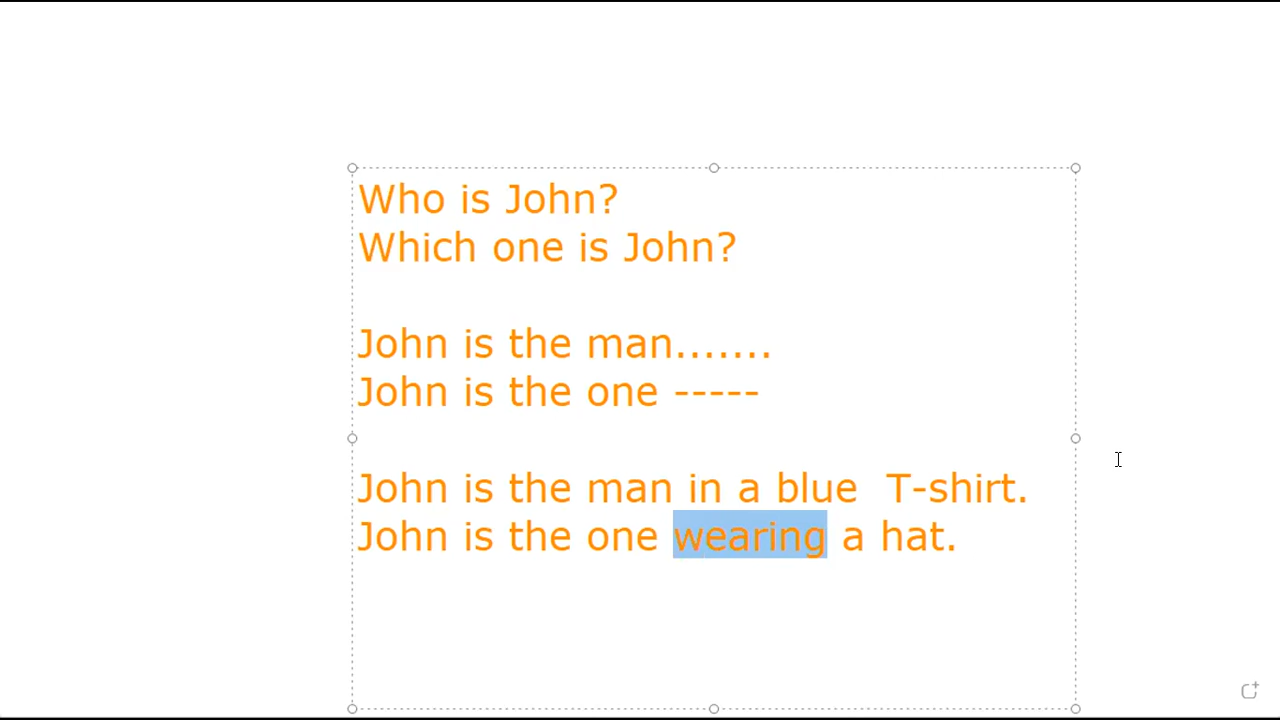 Who is John?
Which one is John?
John is the man.......
John is the one -----
John is the man in a blue  T-shirt.
John is the one wearing a hat.